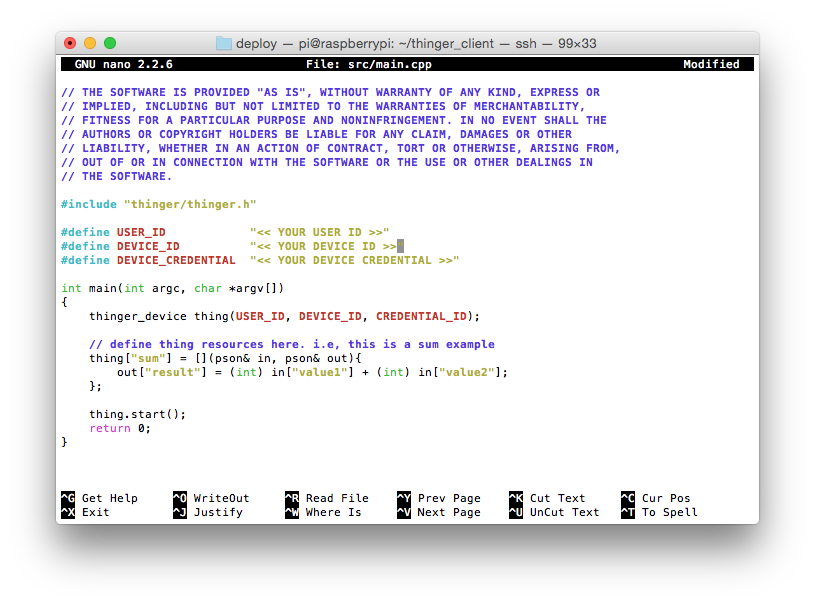 deploy — pi@raspberrypi: ~/thinger_client — ssh — 99×33
GNU nano 2.2.6 File: src/main.cpp Modified
// THE SOFTWARE IS PROVIDED "AS IS", WITHOUT WARRANTY OF ANY KIND, EXPRESS OR
// IMPLIED, INCLUDING BUT NOT LIMITED TO THE WARRANTIES OF MERCHANTABILITY,
// FITNESS FOR A PARTICULAR PURPOSE AND NONINFRINGEMENT. IN NO EVENT SHALL THE
// AUTHORS OR COPYRIGHT HOLDERS BE LIABLE FOR ANY CLAIM, DAMAGES OR OTHER
// LIABILITY, WHETHER IN AN ACTION OF CONTRACT, TORT OR OTHERWISE, ARISING FROM,
// OUT OF OR IN CONNECTION WITH THE SOFTWARE OR THE USE OR OTHER DEALINGS IN
// THE SOFTWARE.
#include "thinger/thinger.h"
#define USER_ID "<< YOUR USER ID >>"
#define DEVICE_ID "<< YOUR DEVICE ID >>"
#define DEVICE_CREDENTIAL "<< YOUR DEVICE CREDENTIAL >>"
int main(int argc, char *argv[])
{
    thinger_device thing(USER_ID, DEVICE_ID, CREDENTIAL_ID);
    // define thing resources here. i.e, this is a sum example
    thing["sum"] = [](pson& in, pson& out){
        out["result"] = (int) in["value1"] + (int) in["value2"];
    };
    thing.start();
    return 0;
}
^G Get Help ^O WriteOut ^R Read File ^Y Prev Page ^K Cut Text ^C Cur Pos
^X Exit ^J Justify ^W Where Is ^V Next Page ^U UnCut Text ^T To Spell